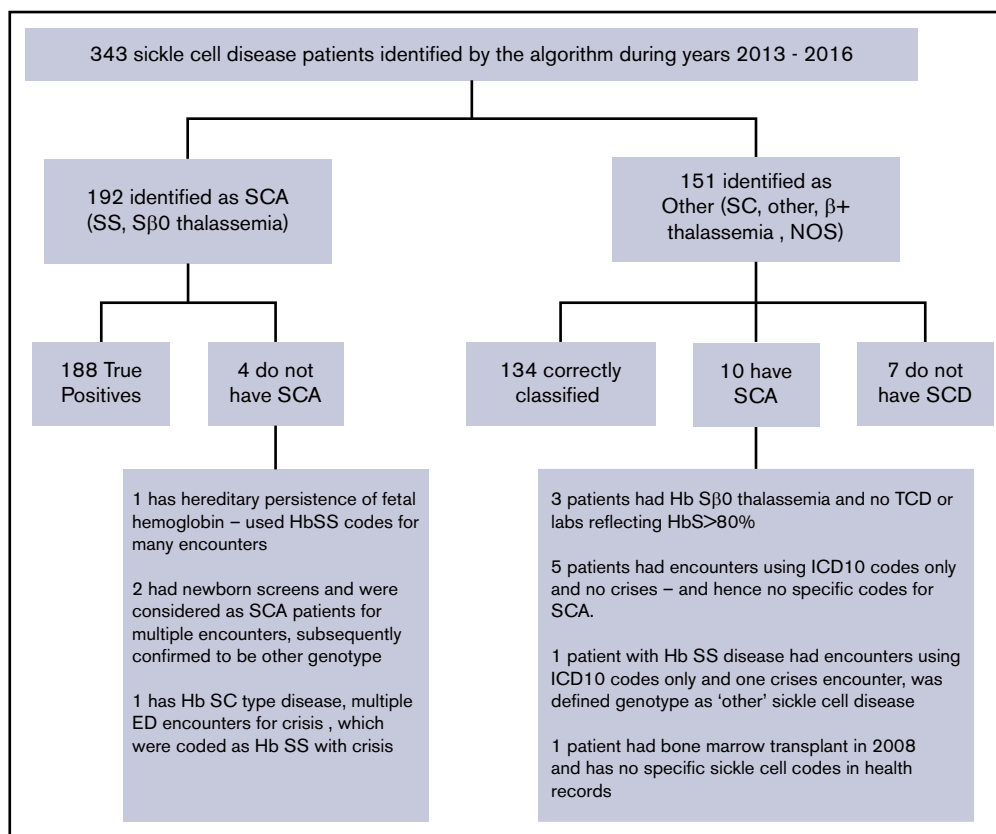 343 sickle cell disease patients identified by the algorithm during years 2013 - 2016
192 identified as SCA
(SS, Sβ0 thalassemia)
151 identified as
Other (SC, other, β+
thalassemia , NOS)
188 True
Positives
4 do not
have SCA
134 correctly
classified
10 have
SCA
7 do not
have SCD
1 has hereditary persistence of fetal
hemoglobin – used HbSS codes for
many encounters
2 had newborn screens and were
considered as SCA patients for
multiple encounters, subsequently
confirmed to be other genotype
1 has Hb SC type disease, multiple
ED encounters for crisis , which
were coded as Hb SS with crisis
3 patients had Hb Sβ0 thalassemia and no TCD or
labs reflecting HbS>80%
5 patients had encounters using ICD10 codes only
and no crises – and hence no specific codes for
SCA.
1 patient with Hb SS disease had encounters using
ICD10 codes only and one crises encounter, was
defined genotype as ‘other’ sickle cell disease
1 patient had bone marrow transplant in 2008
and has no specific sickle cell codes in health
records